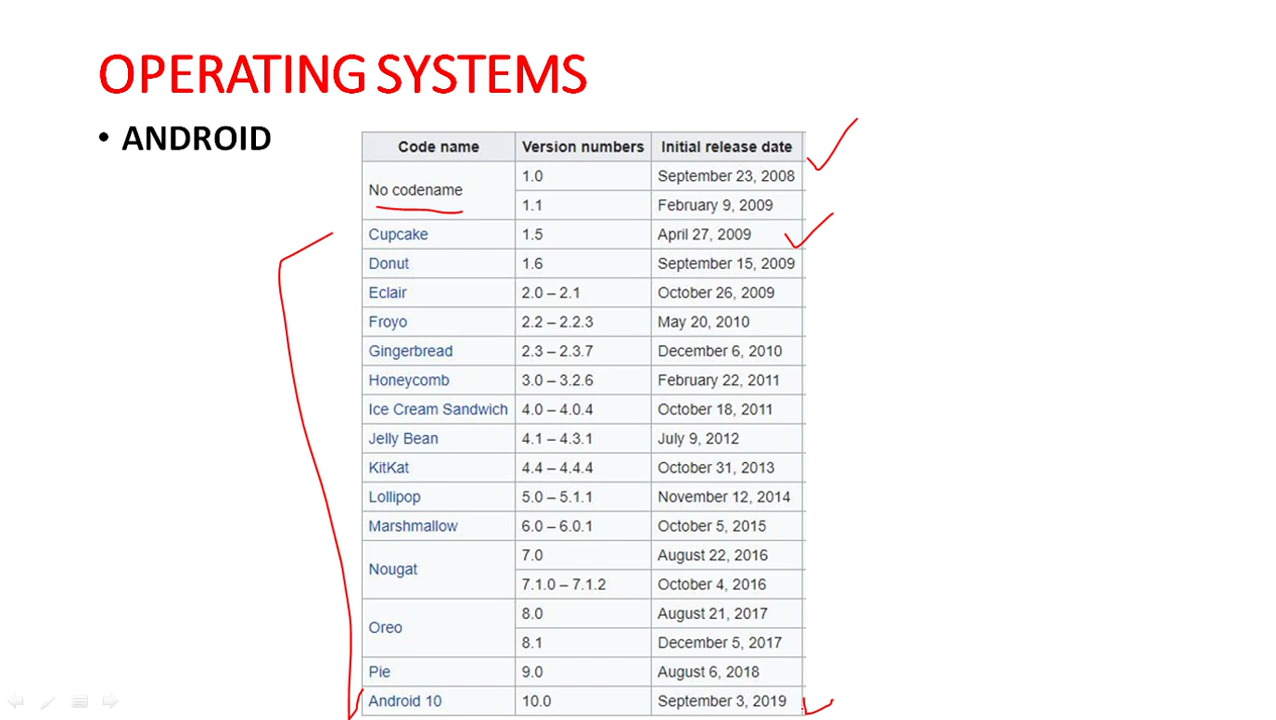 OPERATING SYSTEMS
• ANDROID
Code name Version numbers Initial release date
No codename 1.0 September 23, 2008
1.1 February 9, 2009
Cupcake 1.5 April 27, 2009
Donut 1.6 September 15, 2009
Eclair 2.0 – 2.1 October 26, 2009
Froyo 2.2 – 2.2.3 May 20, 2010
Gingerbread 2.3 – 2.3.7 December 6, 2010
Honeycomb 3.0 – 3.2.6 February 22, 2011
Ice Cream Sandwich 4.0 – 4.0.4 October 18, 2011
Jelly Bean 4.1 – 4.3.1 July 9, 2012
KitKat 4.4 – 4.4.4 October 31, 2013
Lollipop 5.0 – 5.1.1 November 12, 2014
Marshmallow 6.0 – 6.0.1 October 5, 2015
Nougat 7.0 August 22, 2016
7.1.0 – 7.1.2 October 4, 2016
Oreo 8.0 August 21, 2017
8.1 December 5, 2017
Pie 9.0 August 6, 2018
Android 10 10.0 September 3, 2019